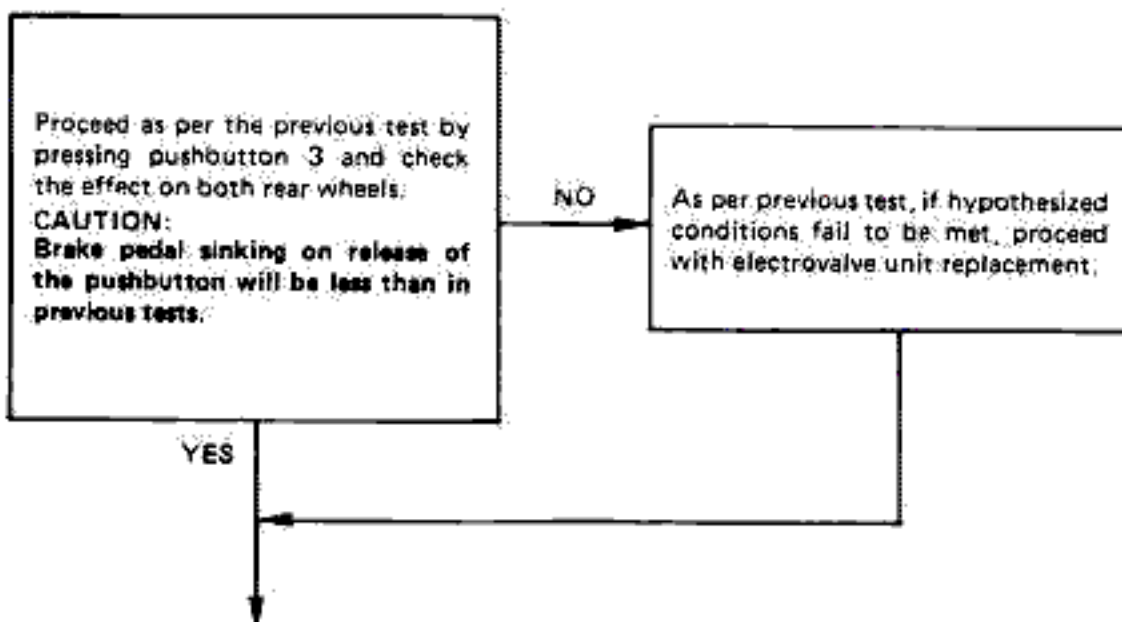 Proceed as per the previous test by
pressing pushbutton 3 and check
the effect on both rear wheels.
CAUTION:
Brake pedal sinking on release of
the pushbutton will be less than in
previous tests.
NO
As per previous test, if hypothesized
conditions fail to be met, proceed
with electrovalve unit replacement.
YES